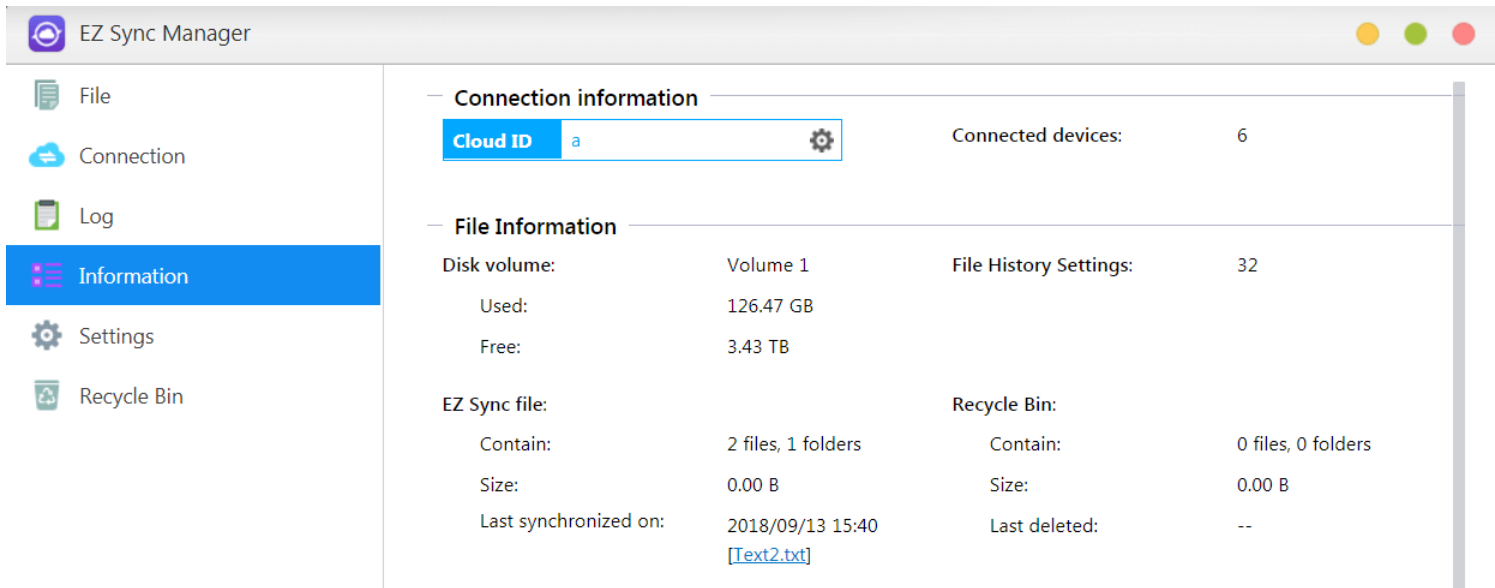 EZ Sync Manager
File
Connection
Log
Information
Settings
Recycle Bin
Connection information
Cloud ID a
Connected devices: 6
File Information
Disk volume: Volume 1 File History Settings: 32
Used: 126.47 GB
Free: 3.43 TB
EZ Sync file: Recycle Bin:
Contain: 2 files, 1 folders Contain: 0 files, 0 folders
Size: 0.00 B Size: 0.00 B
Last synchronized on: 2018/09/13 15:40 Last deleted: --
[Text2.txt]